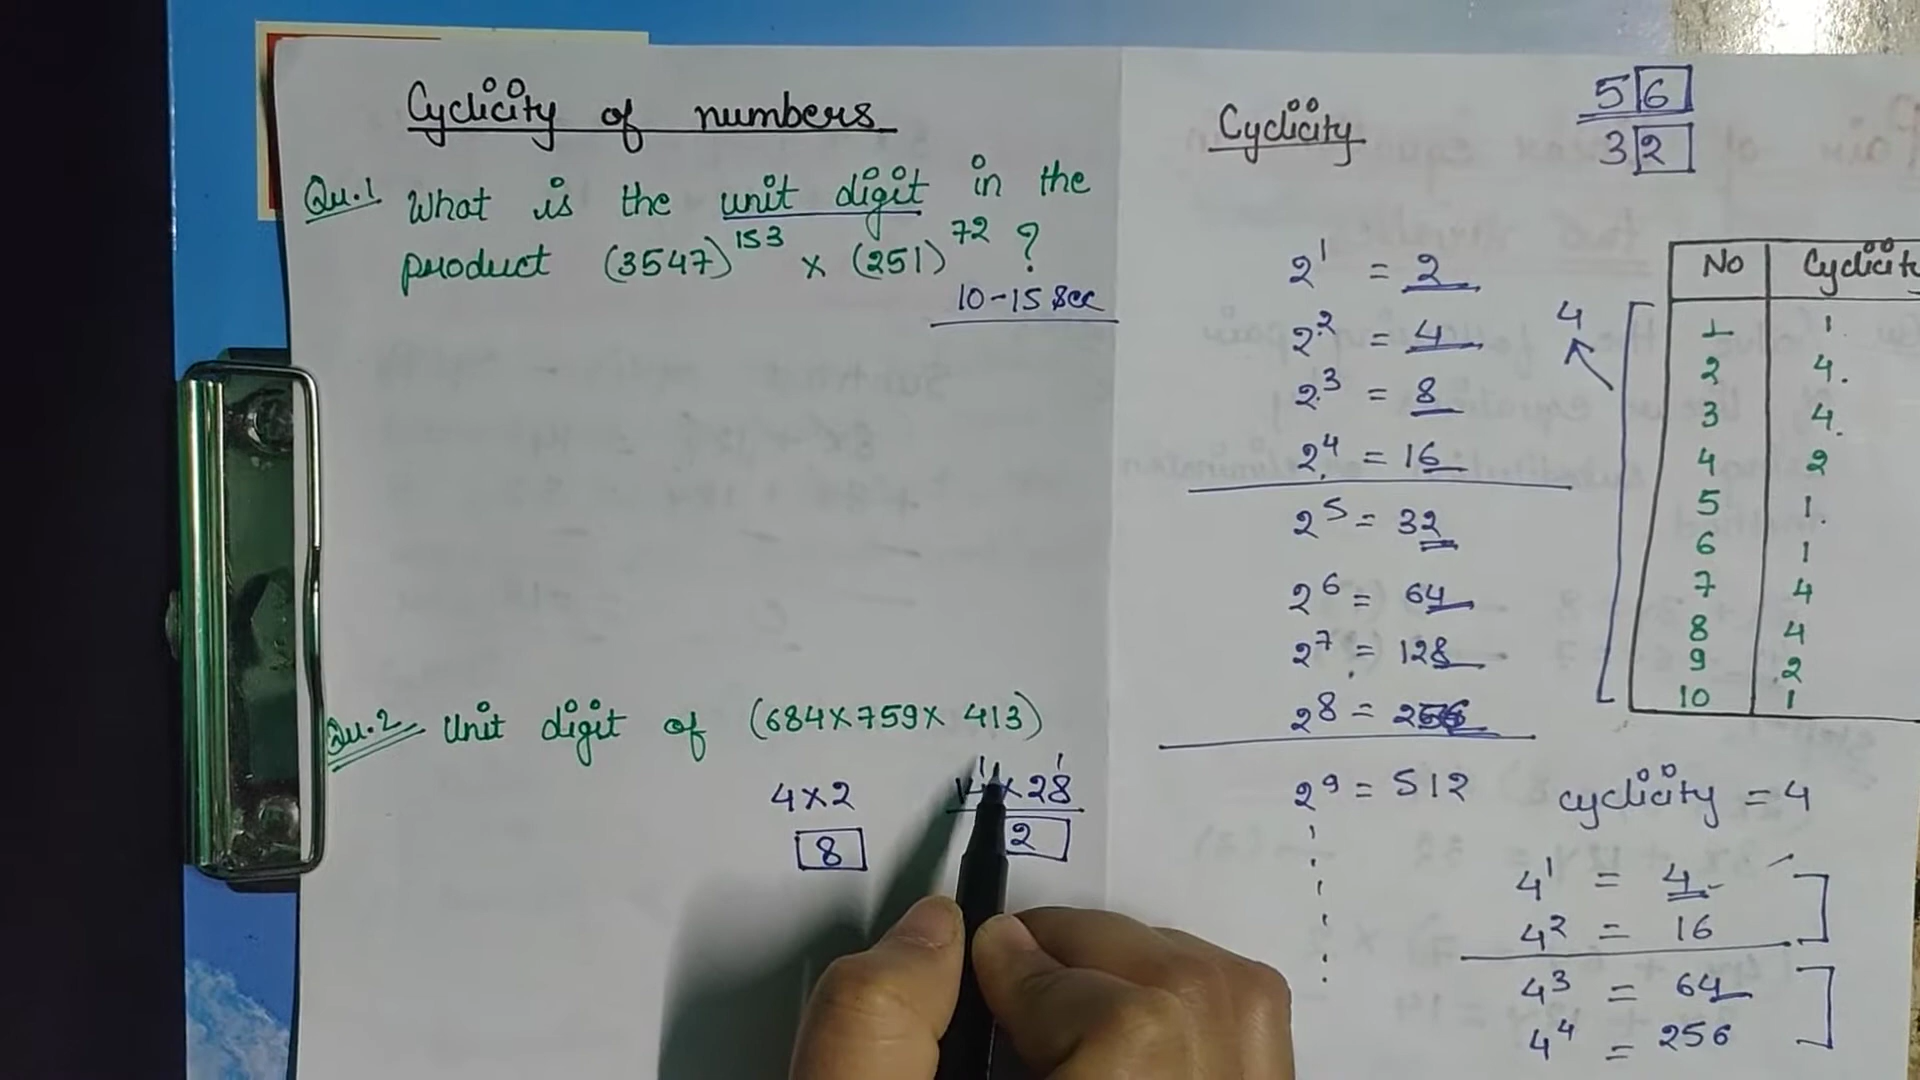 Cyclicity of numbers
Qu.1 What is the unit digit in the
product (3547)^153 x (251)^72 ?
10-15 Sec
Qu.2 Unit digit of (684x759x 413)
4x2
8
14x28
2
Cyclicity
56
32
2^1 = 2
2^2 = 4
2^3 = 8
2^4 = 16
2^5 = 32
2^6 = 64
2^7 = 128
2^8 = 256
2^9 = 512
4
No Cyclicity
1 1
2 4
3 4
4 2
5 1
6 1
7 4
8 4
9 2
10 1
cyclicity = 4
4^1 = 4
4^2 = 16
4^3 = 64
4^4 = 256